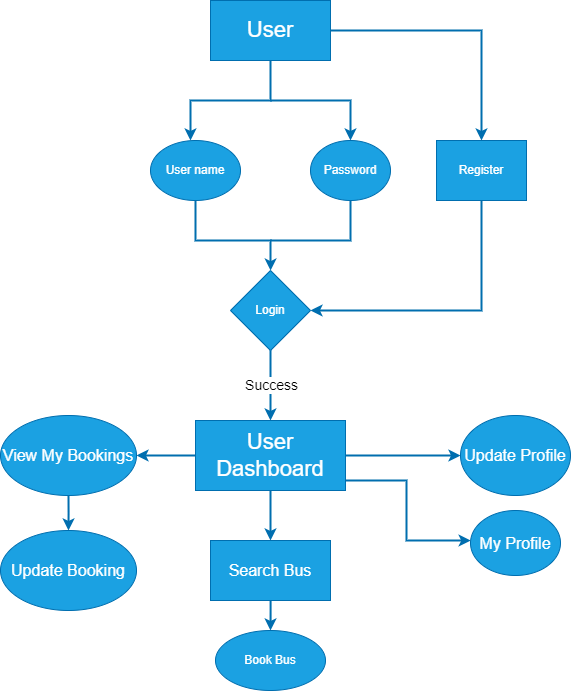 User
User name
Password
Register
Login
Success
View My Bookings
User
Dashboard
Update Profile
My Profile
Update Booking
Search Bus
Book Bus